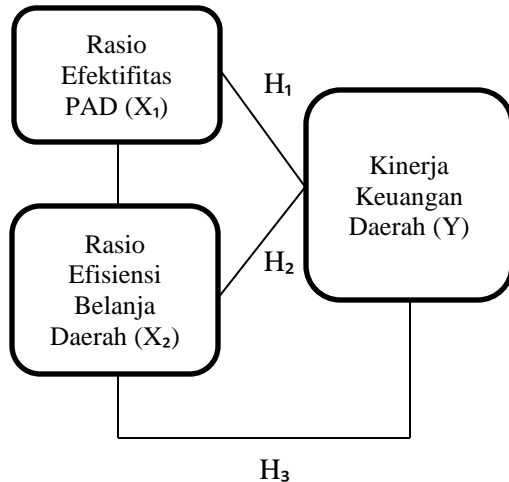 Rasio
Efektifitas
PAD (X₁)
H₁
Kinerja
Keuangan
Daerah (Y)
Rasio
Efisiensi
Belanja
Daerah (X₂)
H₂
H₃